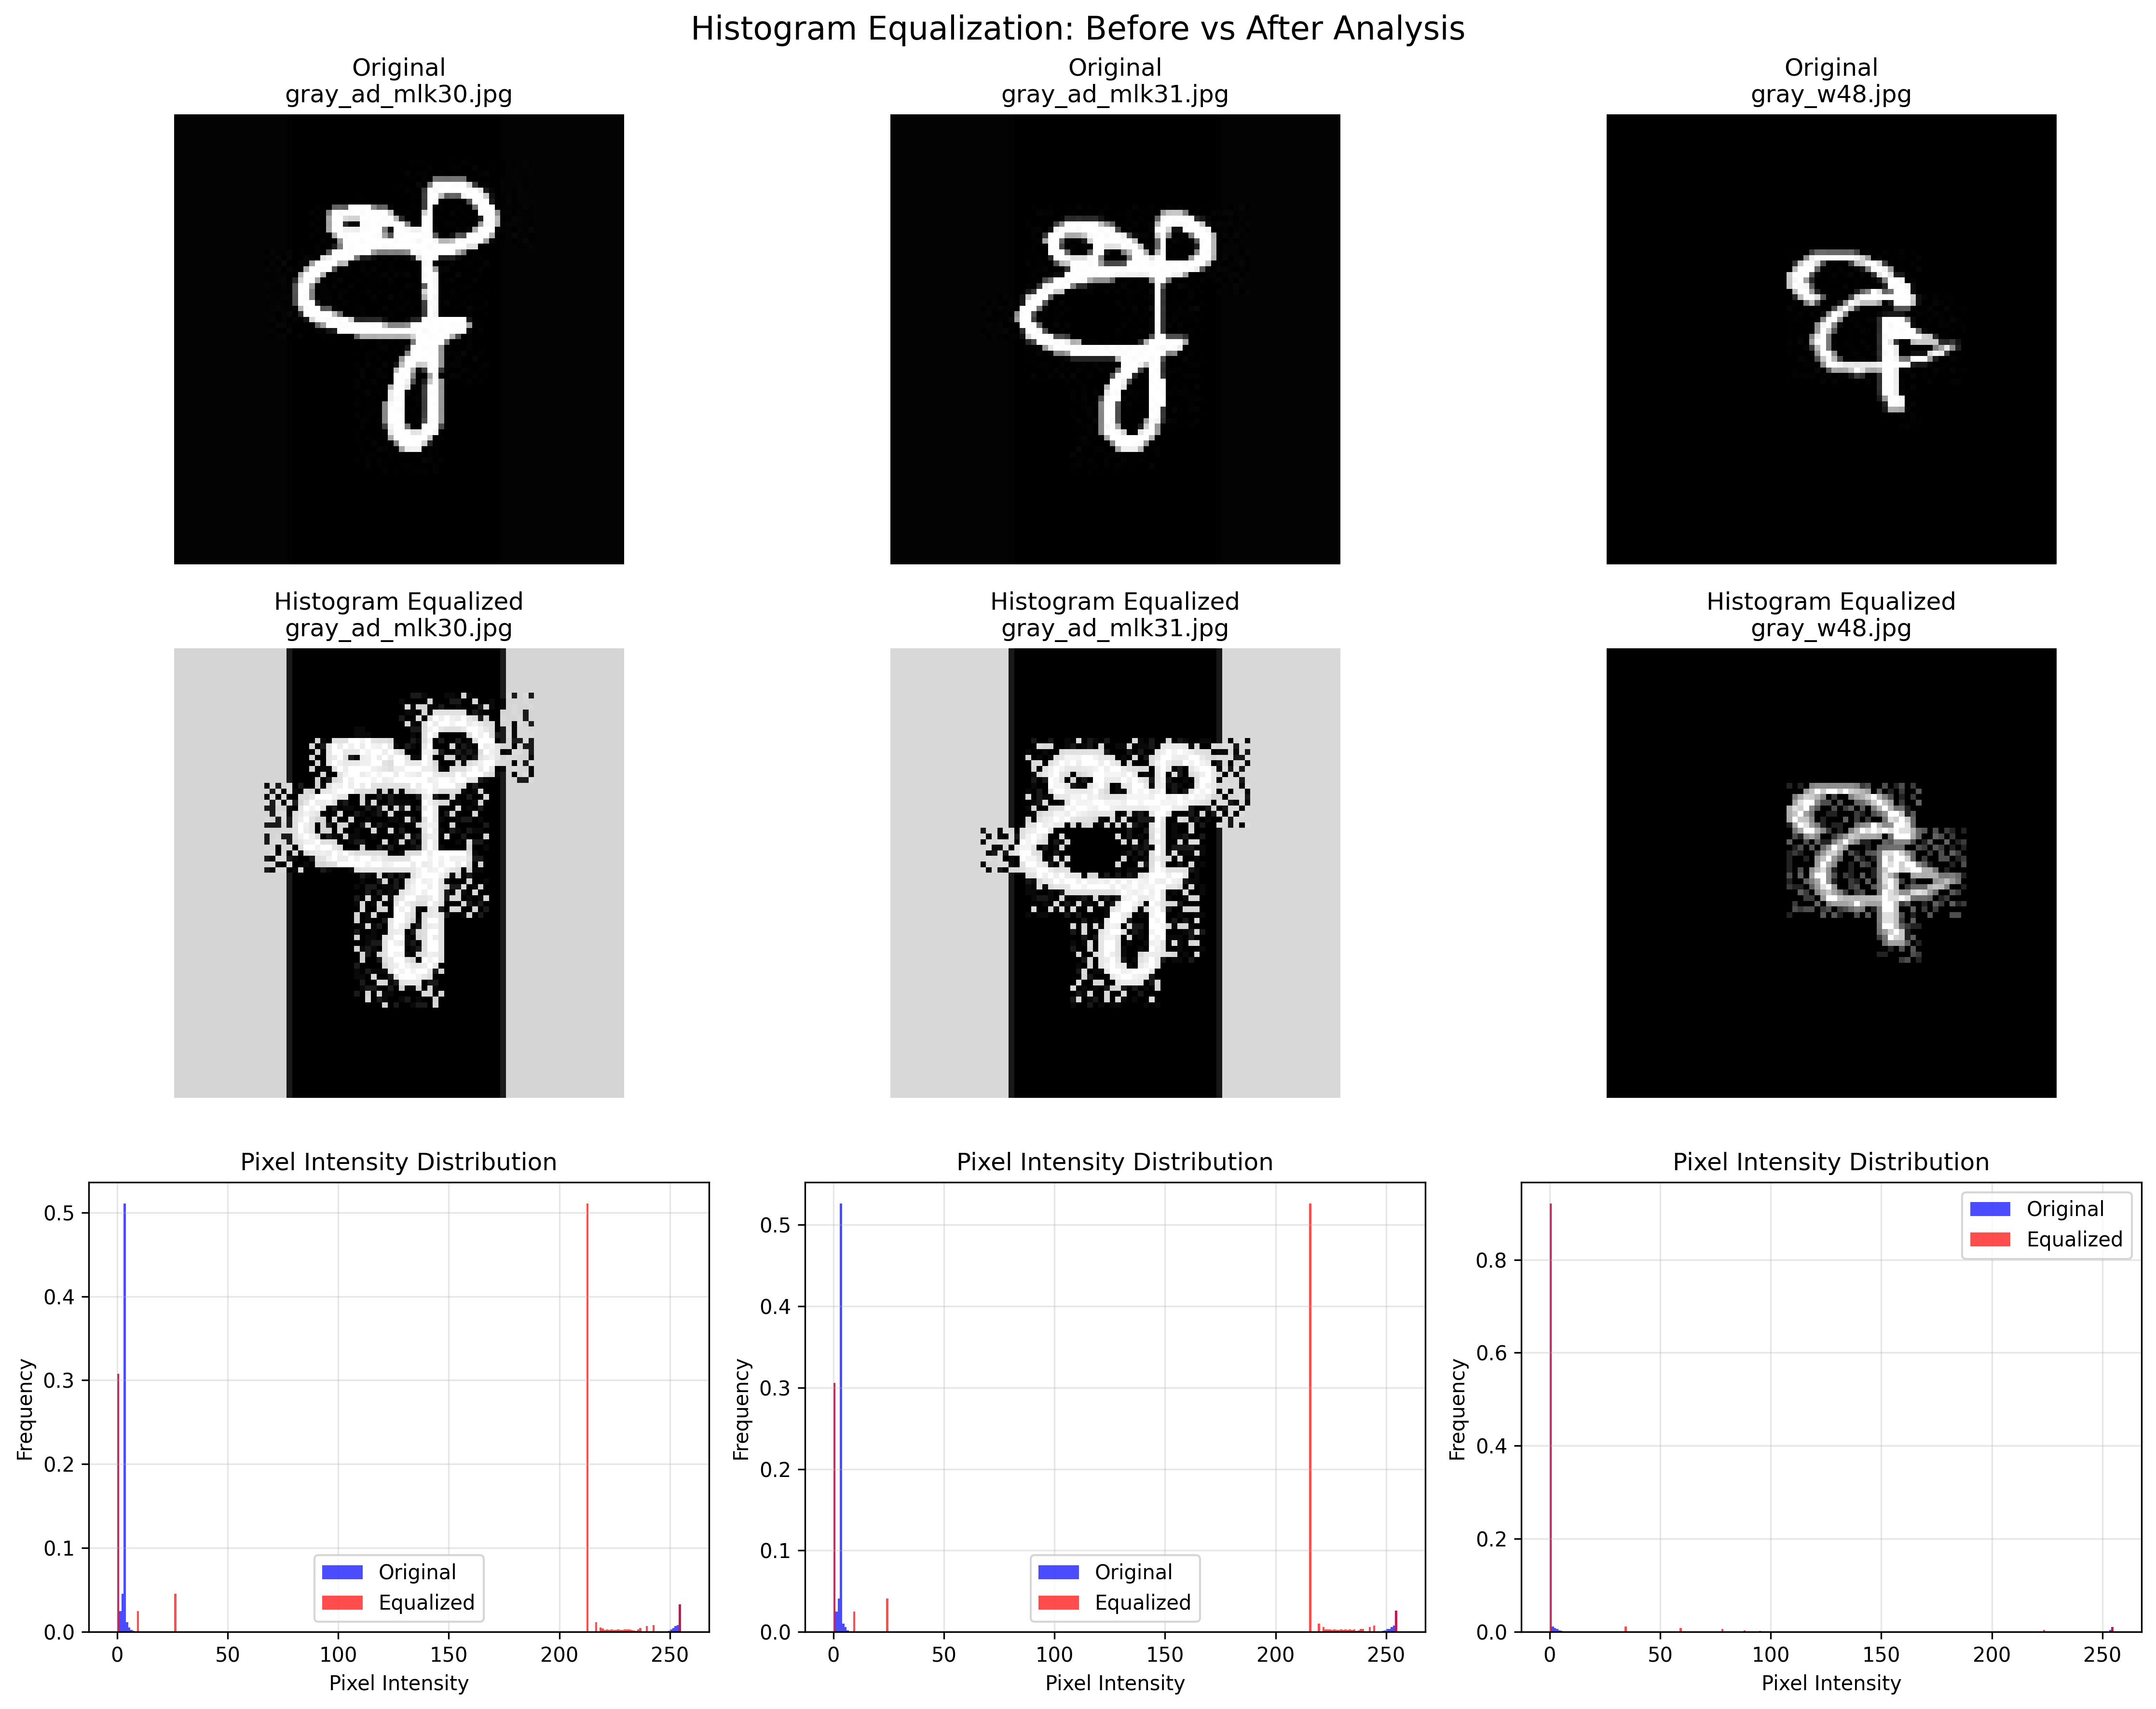 Histogram Equalization: Before vs After Analysis
Original
gray_ad_mlk30.jpg
Original
gray_ad_mlk31.jpg
Original
gray_w48.jpg
Histogram Equalized
gray_ad_mlk30.jpg
Histogram Equalized
gray_ad_mlk31.jpg
Histogram Equalized
gray_w48.jpg
Pixel Intensity Distribution
Frequency
0.5
0.4
0.3
0.2
0.1
0.0
Original
Equalized
0 50 100 150 200 250
Pixel Intensity
Pixel Intensity Distribution
Frequency
0.5
0.4
0.3
0.2
0.1
0.0
Original
Equalized
0 50 100 150 200 250
Pixel Intensity
Pixel Intensity Distribution
Frequency
0.8
0.6
0.4
0.2
0.0
Original
Equalized
0 50 100 150 200 250
Pixel Intensity